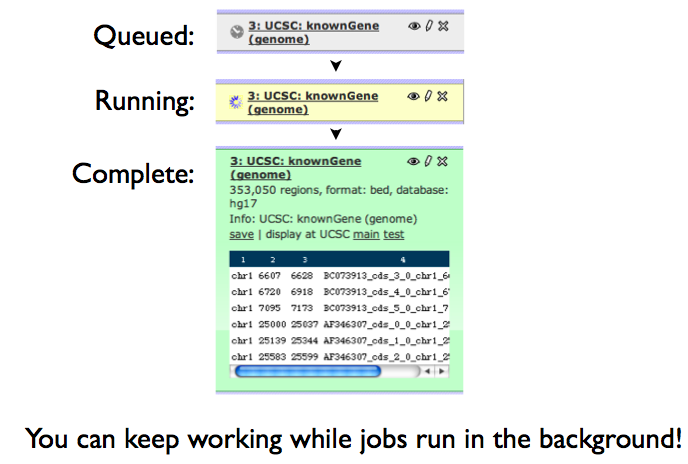 Queued:
3: UCSC: knownGene
(genome)
Running:
3: UCSC: knownGene
(genome)
Complete:
3: UCSC: knownGene
(genome)
353,050 regions, format: bed, database:
hg17
Info: UCSC: knownGene (genome)
save | display at UCSC main test
1 2 3 4
chr1 6607 6628 BC073913_cds_3_0_chr1_6
chr1 6720 6918 BC073913_cds_4_0_chr1_6
chr1 7095 7173 BC073913_cds_5_0_chr1_7
chr1 25000 25037 AF346307_cds_0_0_chr1_2
chr1 25139 25344 AF346307_cds_1_0_chr1_2
chr1 25583 25599 AF346307_cds_2_0_chr1_2
You can keep working while jobs run in the background!